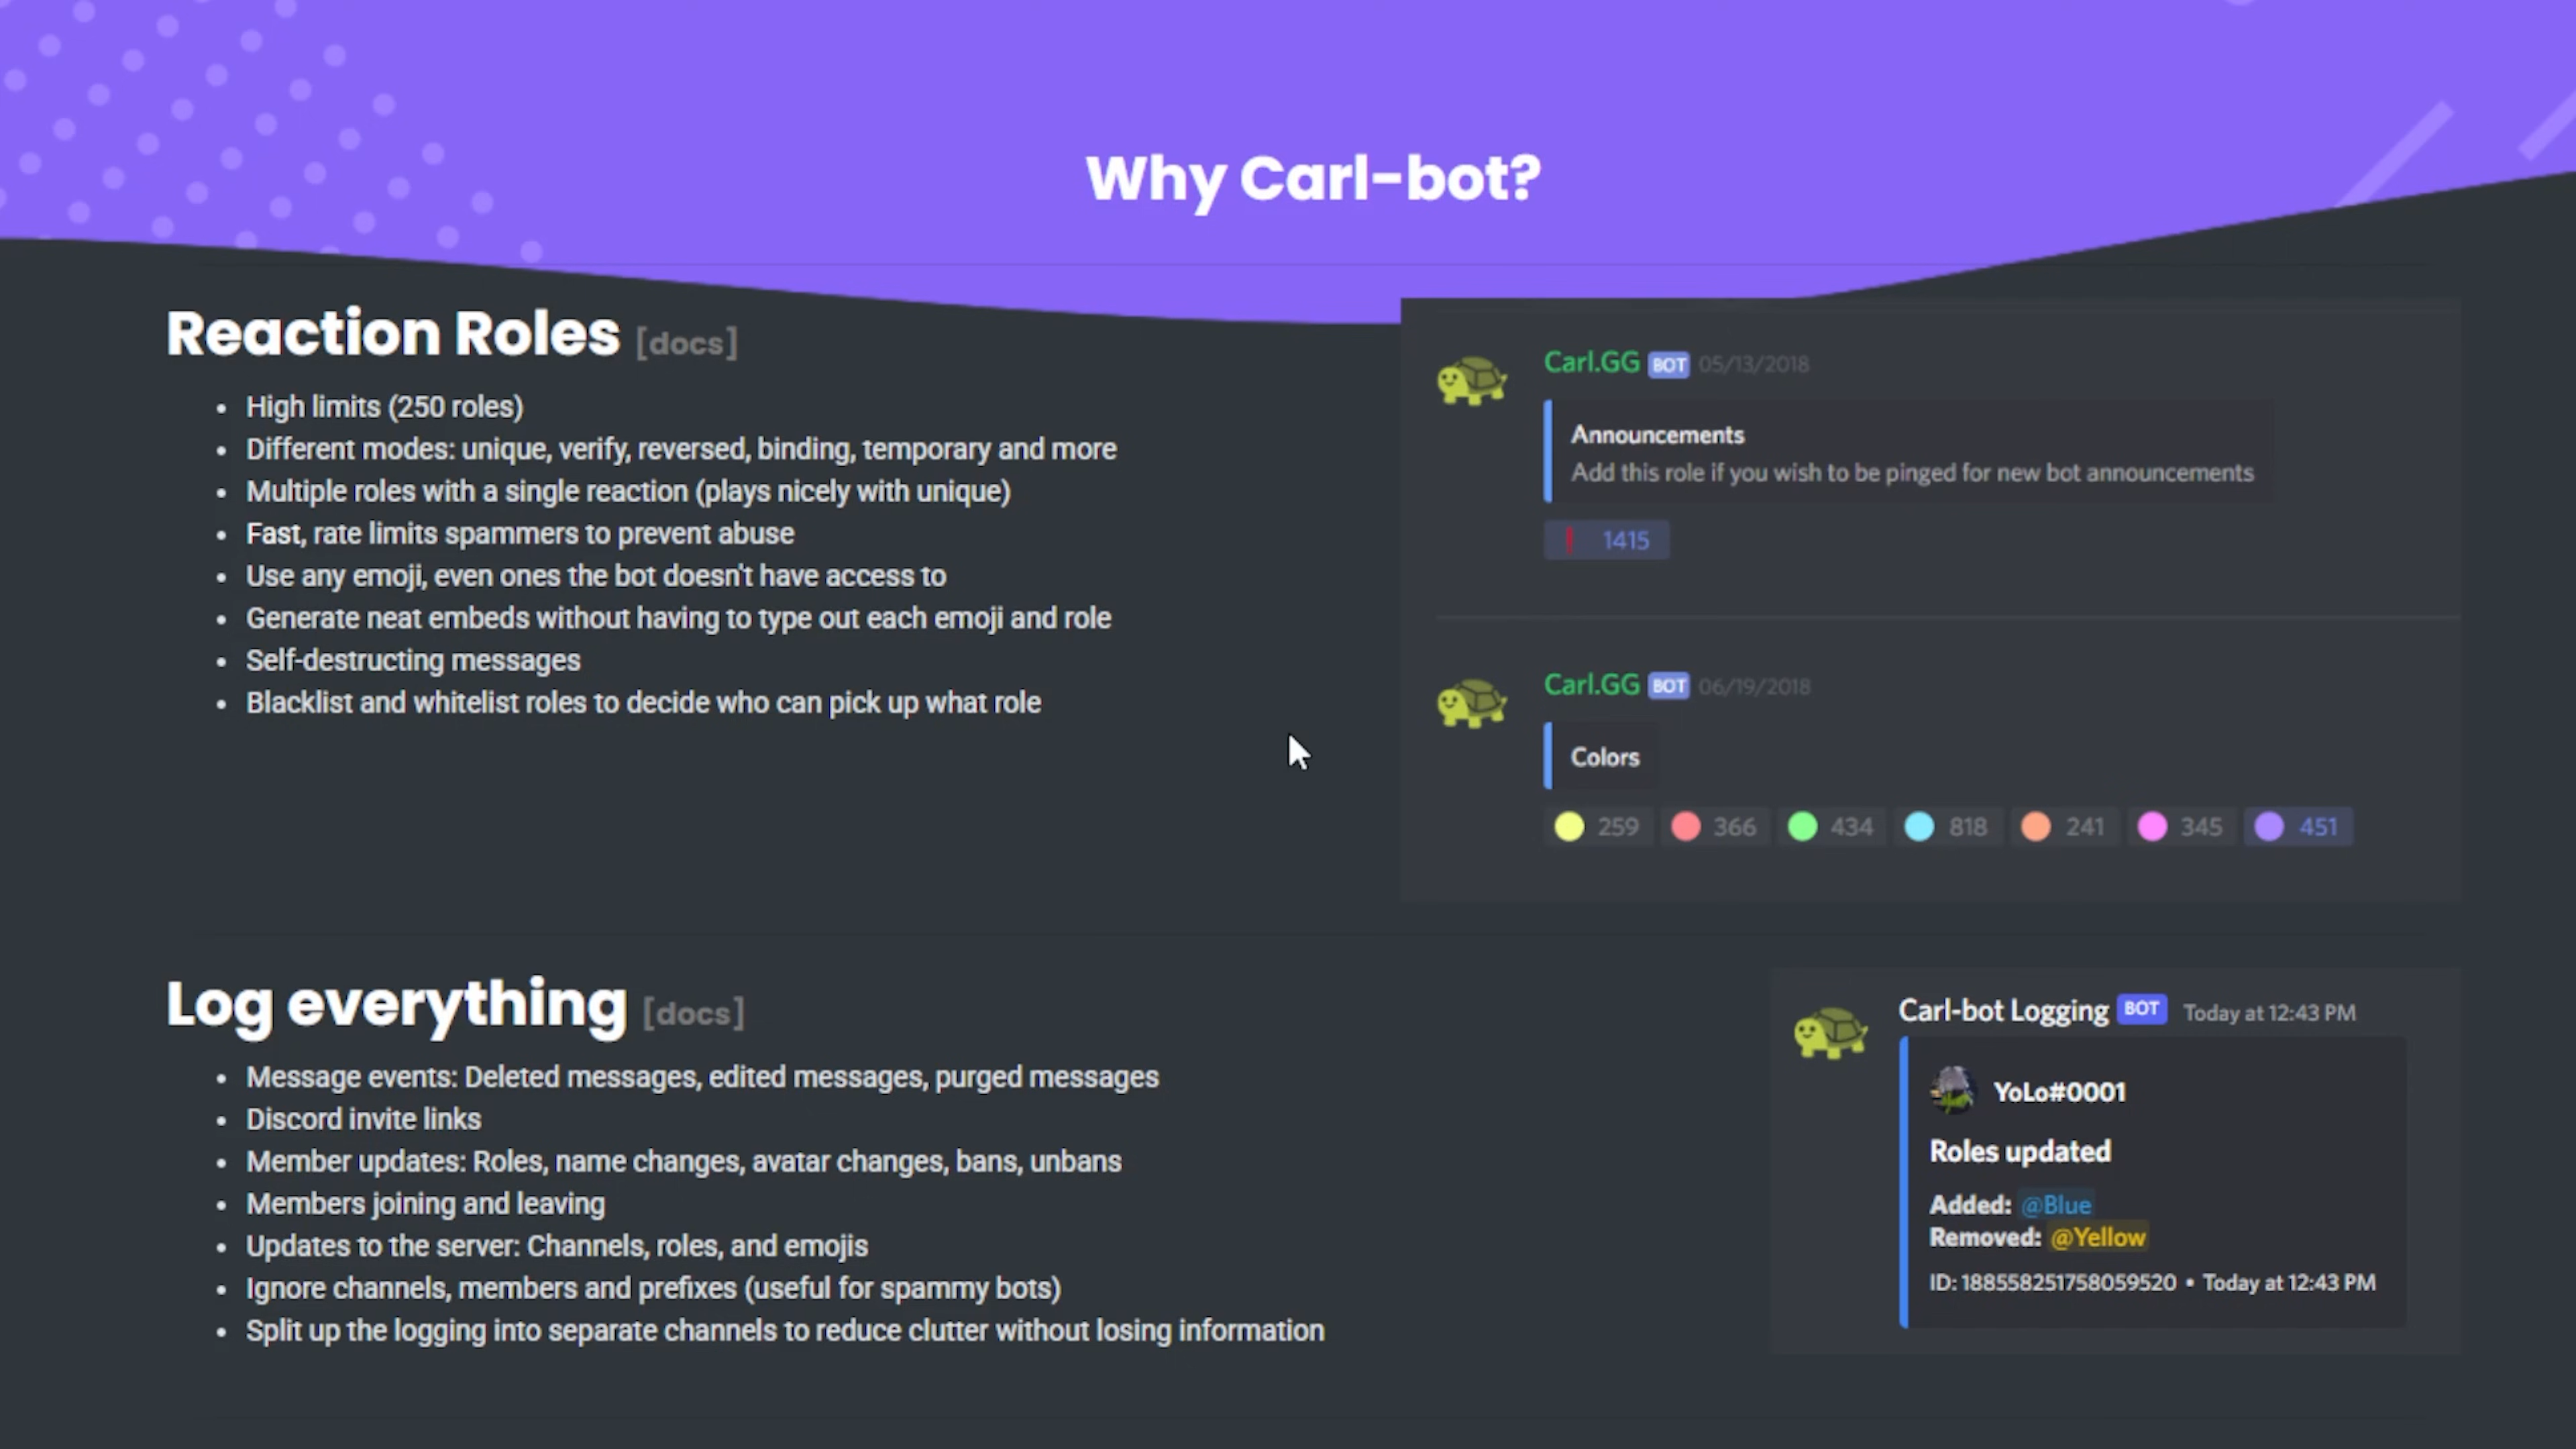 Why Carl-bot?
Reaction Roles [docs]
High limits (250 roles)
Different modes: unique, verify, reversed, binding, temporary and more
Multiple roles with a single reaction (plays nicely with unique)
Fast, rate limits spammers to prevent abuse
Use any emoji, even ones the bot doesn't have access to
Generate neat embeds without having to type out each emoji and role
Self-destructing messages
Blacklist and whitelist roles to decide who can pick up what role
Carl.GG BOT 05/13/2018
Announcements
Add this role if you wish to be pinged for new bot announcements
1415
Carl.GG BOT 06/19/2018
Colors
259 366 434 818 241 345 451
Log everything [docs]
Message events: Deleted messages, edited messages, purged messages
Discord invite links
Member updates: Roles, name changes, avatar changes, bans, unbans
Members joining and leaving
Updates to the server: Channels, roles, and emojis
Ignore channels, members and prefixes (useful for spammy bots)
Split up the logging into separate channels to reduce clutter without losing information
Carl-bot Logging BOT Today at 12:43 PM
YoLo#0001
Roles updated
Added: @Blue
Removed: @Yellow
ID: 188558251758059520 • Today at 12:43 PM